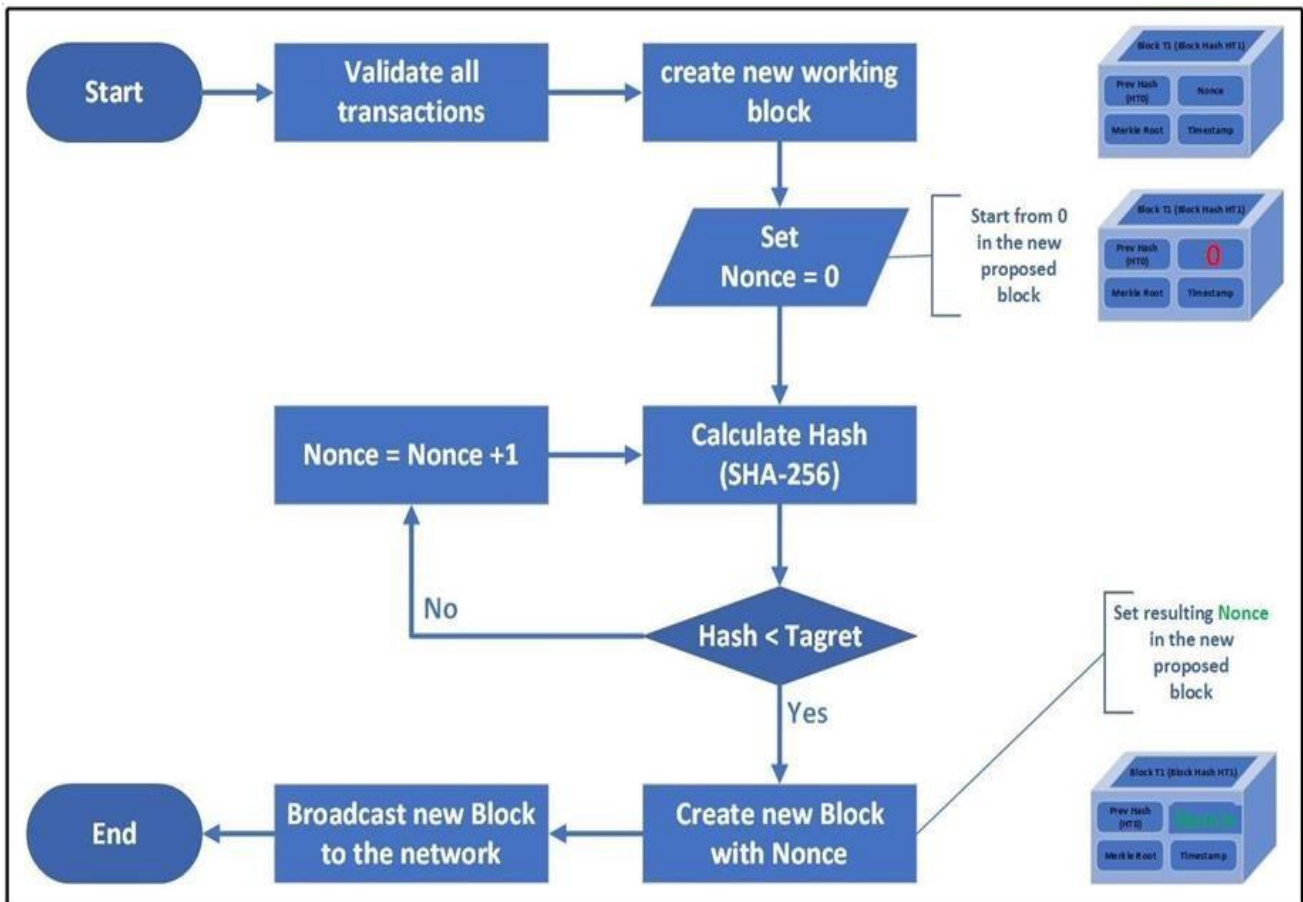 Start
Validate all
transactions
create new working
block
Block T1 (Block Hash HT1)
Prev Hash
(HT0)
Nonce
Merkle Root
Timestamp
Set
Nonce = 0
Start from 0
in the new
proposed
block
Block T1 (Block Hash HT1)
Prev Hash
(HT0)
0
Merkle Root
Timestamp
Nonce = Nonce +1
Calculate Hash
(SHA-256)
No
Hash < Tagret
Yes
Set resulting Nonce
in the new
proposed
block
End
Broadcast new Block
to the network
Create new Block
with Nonce
Block T1 (Block Hash HT1)
Prev Hash
(HT0)
Merkle Root
Timestamp